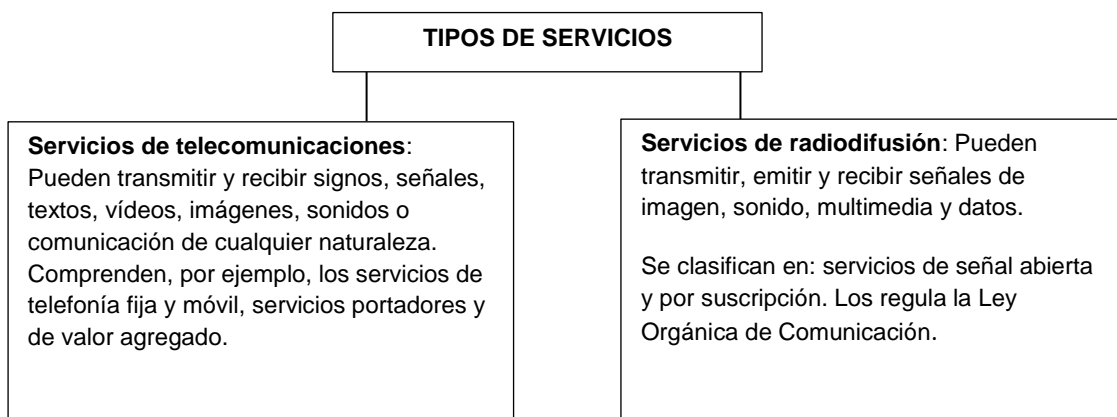 TIPOS DE SERVICIOS
Servicios de telecomunicaciones:
Pueden transmitir y recibir signos, señales,
textos, vídeos, imágenes, sonidos o
comunicación de cualquier naturaleza.
Comprenden, por ejemplo, los servicios de
telefonía fija y móvil, servicios portadores y
de valor agregado.
Servicios de radiodifusión: Pueden
transmitir, emitir y recibir señales de
imagen, sonido, multimedia y datos.
Se clasifican en: servicios de señal abierta
y por suscripción. Los regula la Ley
Orgánica de Comunicación.